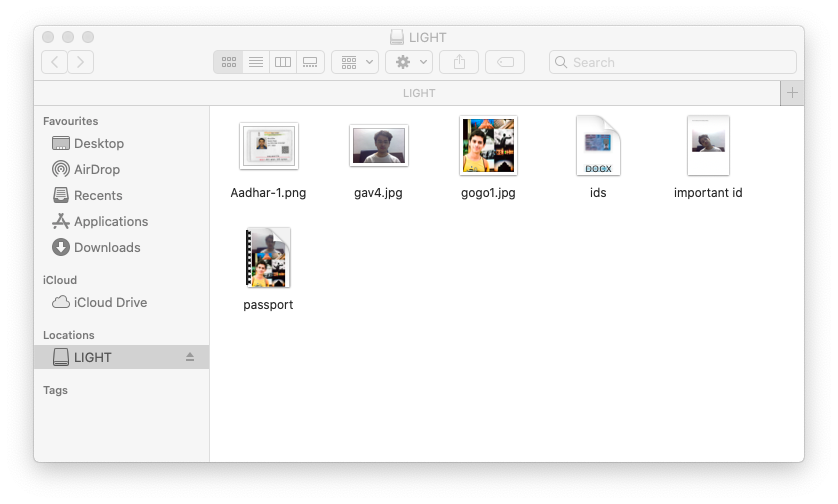 LIGHT
Search
LIGHT
Favourites
Desktop
AirDrop
Recents
Applications
Downloads
iCloud
iCloud Drive
Locations
LIGHT
Tags
Aadhar-1.png
gav4.jpg
gogo1.jpg
DOCX
ids
important id
passport